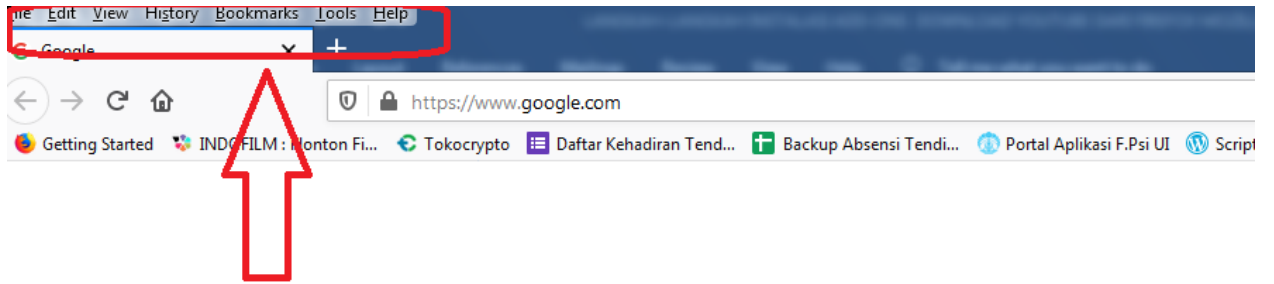 File Edit View History Bookmarks Tools Help
Google
https://www.google.com
Getting Started INDOFILM : Nonton Fi... Tokocrypto Daftar Kehadiran Tend... Backup Absensi Tendi... Portal Aplikasi F.Psi UI Script